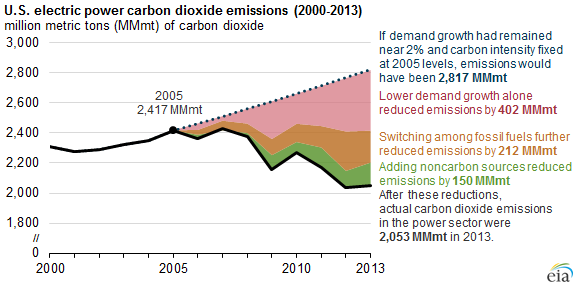 U.S. electric power carbon dioxide emissions (2000-2013)
million metric tons (MMmt) of carbon dioxide
3,000
2,800
2,600
2,400
2,200
2,000
1,800
//
0
2000
2005
2010
2013
2005
2,417 MMmt
If demand growth had remained
near 2% and carbon intensity fixed
at 2005 levels, emissions would
have been 2,817 MMmt
Lower demand growth alone
reduced emissions by 402 MMmt
Switching among fossil fuels further
reduced emissions by 212 MMmt
Adding noncarbon sources reduced
emissions by 150 MMmt
After these reductions,
actual carbon dioxide emissions
in the power sector were
2,053 MMmt in 2013.
eia